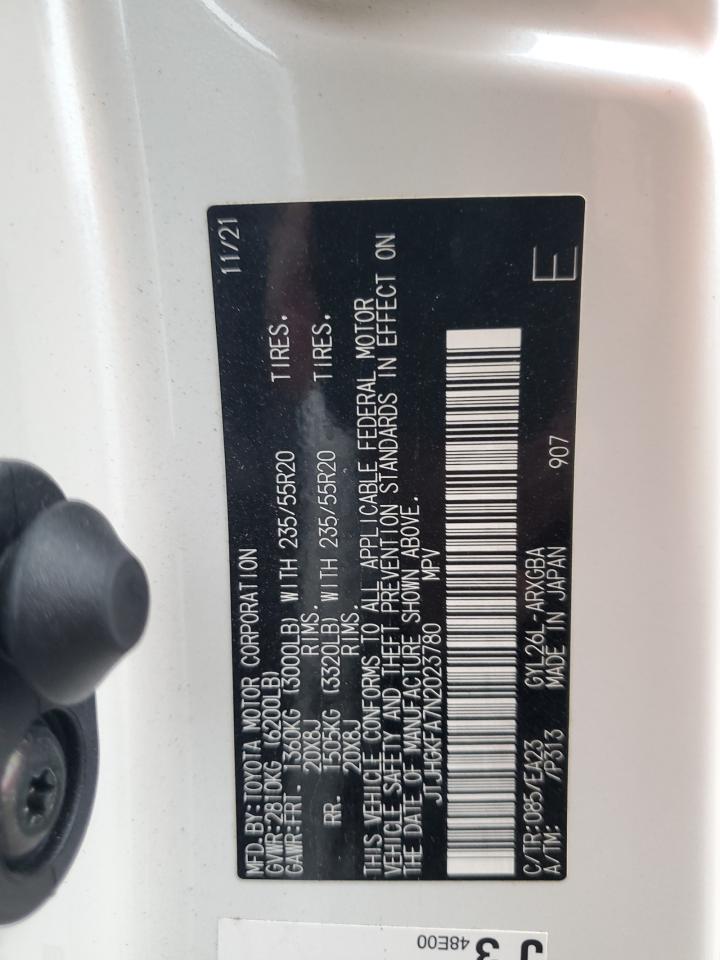 MFD.BY:TOYOTA MOTOR CORPORATION 11/21
GVWR:2810KG (6200LB)
GAWR:FRT. 1360KG (3000LB) WITH 235/55R20 TIRES.
20X8J RIMS.
RR. 1505KG (3320LB) WITH 235/55R20 TIRES.
20X8J RIMS.
THIS VEHICLE CONFORMS TO ALL APPLICABLE FEDERAL MOTOR
VEHICLE SAFETY AND THEFT PREVENTION STANDARDS IN EFFECT ON
THE DATE OF MANUFACTURE SHOWN ABOVE.
JTJHGKFA7N2023780 MPV
C/TR:085/EA23 GYL26L-ARXGBA
A/TM: /P313 MADE IN JAPAN 907 E
48E00